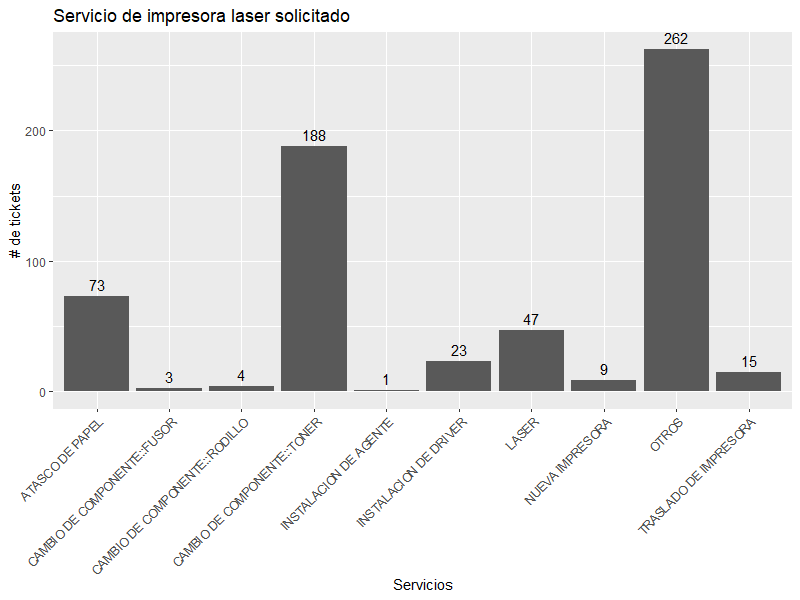 Servicio de impresora laser solicitado
# de tickets
200
100
0
73
3
4
188
1
23
47
9
262
15
ATASCO DE PAPEL
CAMBIO DE COMPONENTE::FUSOR
CAMBIO DE COMPONENTE::RODILLO
CAMBIO DE COMPONENTE::TONER
INSTALACION DE AGENTE
INSTALACION DE DRIVER
LASER
NUEVA IMPRESORA
OTROS
TRASLADO DE IMPRESORA
Servicios